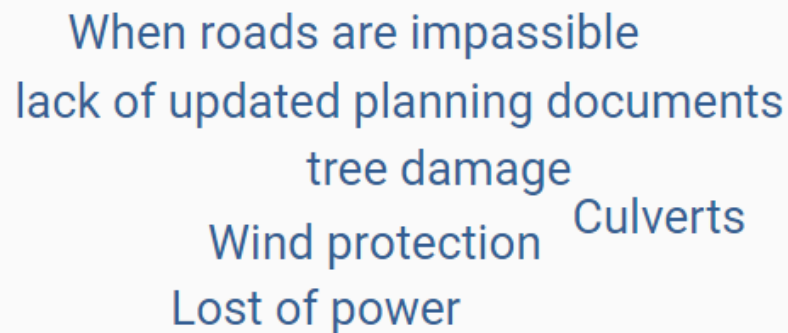 When roads are impassible
lack of updated planning documents
tree damage
Culverts
Wind protection
Lost of power